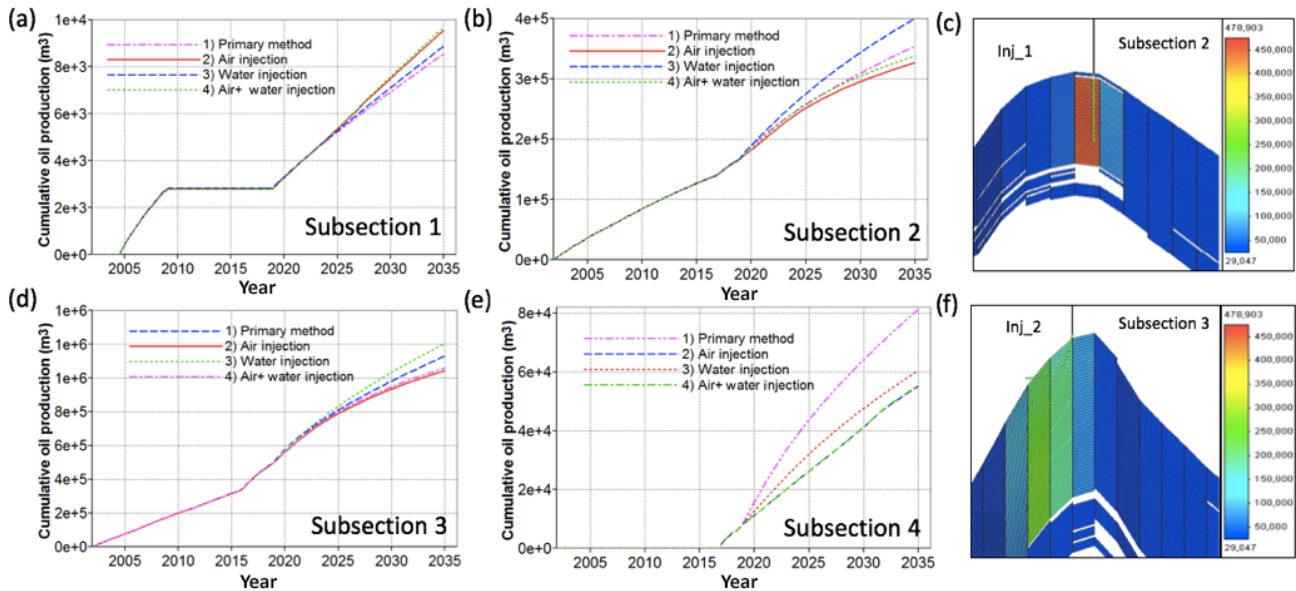 (a)
Cumulative oil production (m3)
1e+4
8e+3
6e+3
4e+3
2e+3
0e+0
1) Primary method
2) Air injection
3) Water injection
4) Air+ water injection
Subsection 1
2005 2010 2015 2020 2025 2030 2035
Year
(b)
Cumulative oil production (m3)
4e+5
3e+5
2e+5
1e+5
0e+0
1) Primary method
2) Air injection
3) Water injection
4) Air+ water injection
Subsection 2
2005 2010 2015 2020 2025 2030 2035
Year
(c)
Inj_1
Subsection 2
478,903
450,000
400,000
350,000
300,000
250,000
200,000
150,000
100,000
50,000
29,047
(d)
Cumulative oil production (m3)
1e+6
1e+6
1e+6
8e+5
6e+5
4e+5
2e+5
0e+0
1) Primary method
2) Air injection
3) Water injection
4) Air+ water injection
Subsection 3
2005 2010 2015 2020 2025 2030 2035
Year
(e)
Cumulative oil production (m3)
8e+4
6e+4
4e+4
2e+4
0e+0
1) Primary method
2) Air injection
3) Water injection
4) Air+ water injection
Subsection 4
2005 2010 2015 2020 2025 2030 2035
Year
(f)
Inj_2
Subsection 3
478,903
450,000
400,000
350,000
300,000
250,000
200,000
150,000
100,000
50,000
29,047